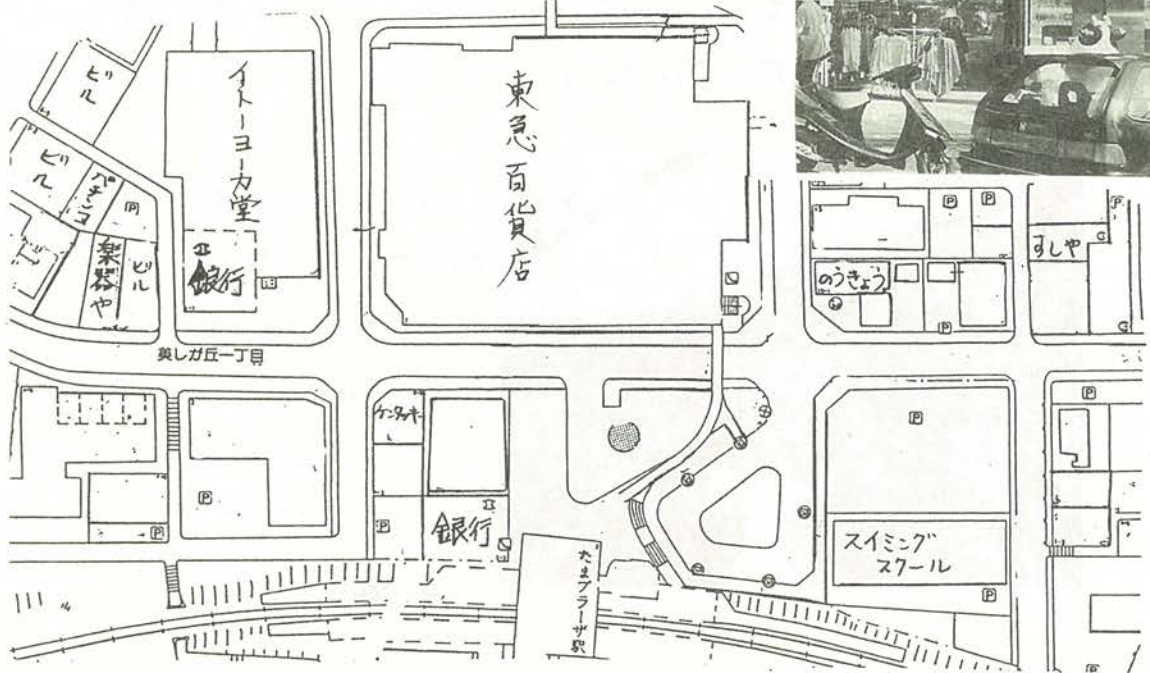 ビル
イトーヨーカ堂
東急百貨店
ビル
パチンコ
P
楽器や
ビル
銀行
P
P
すしや
のうきょう
P
美しが丘一丁目
ケンタッキー
P
P
P
P
銀行
P
たまプラーザ駅
スイミング
スクール
P
P